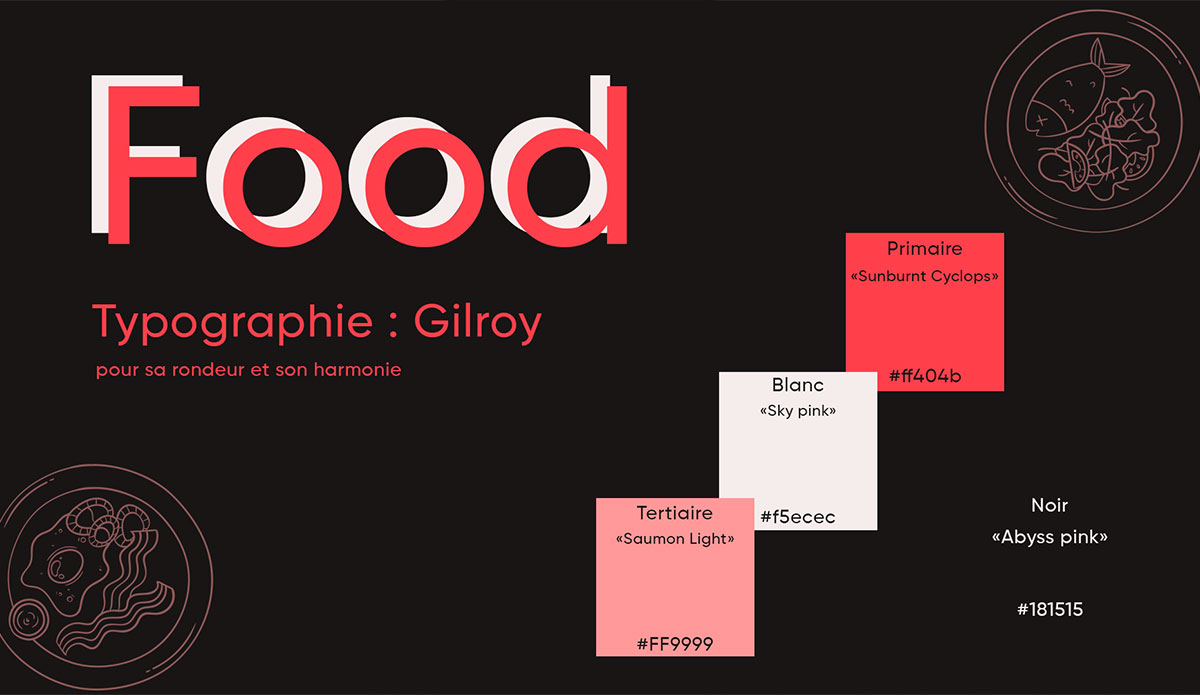 Food
Typographie : Gilroy
pour sa rondeur et son harmonie
Primaire
«Sunburnt Cyclops»
#ff404b
Blanc
«Sky pink»
#f5ecec
Tertiaire
«Saumon Light»
#FF9999
Noir
«Abyss pink»
#181515